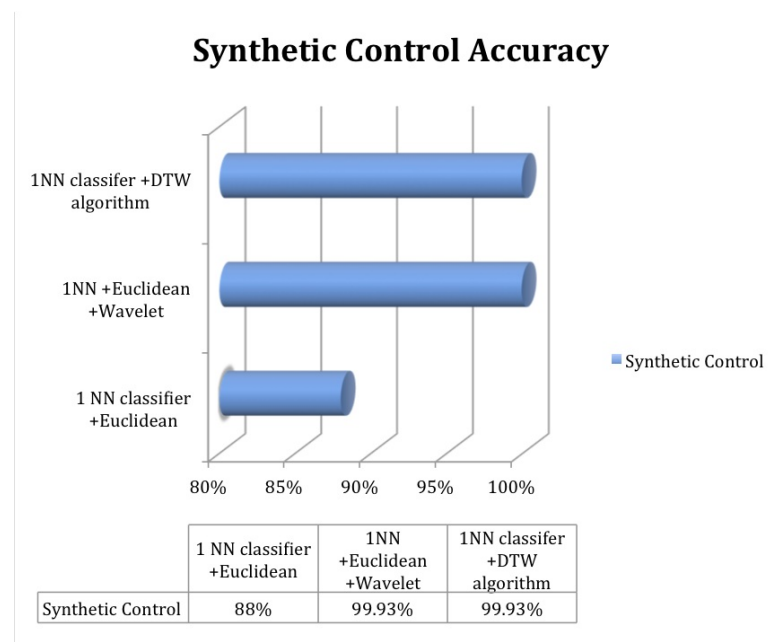 Synthetic Control Accuracy
1NN classifer +DTW
algorithm
1NN +Euclidean
+Wavelet
1 NN classifier
+Euclidean
Synthetic Control
80% 85% 90% 95% 100%
1 NN classifier
+Euclidean
1NN
+Euclidean
+Wavelet
1NN classifer
+DTW
algorithm
Synthetic Control 88% 99.93% 99.93%